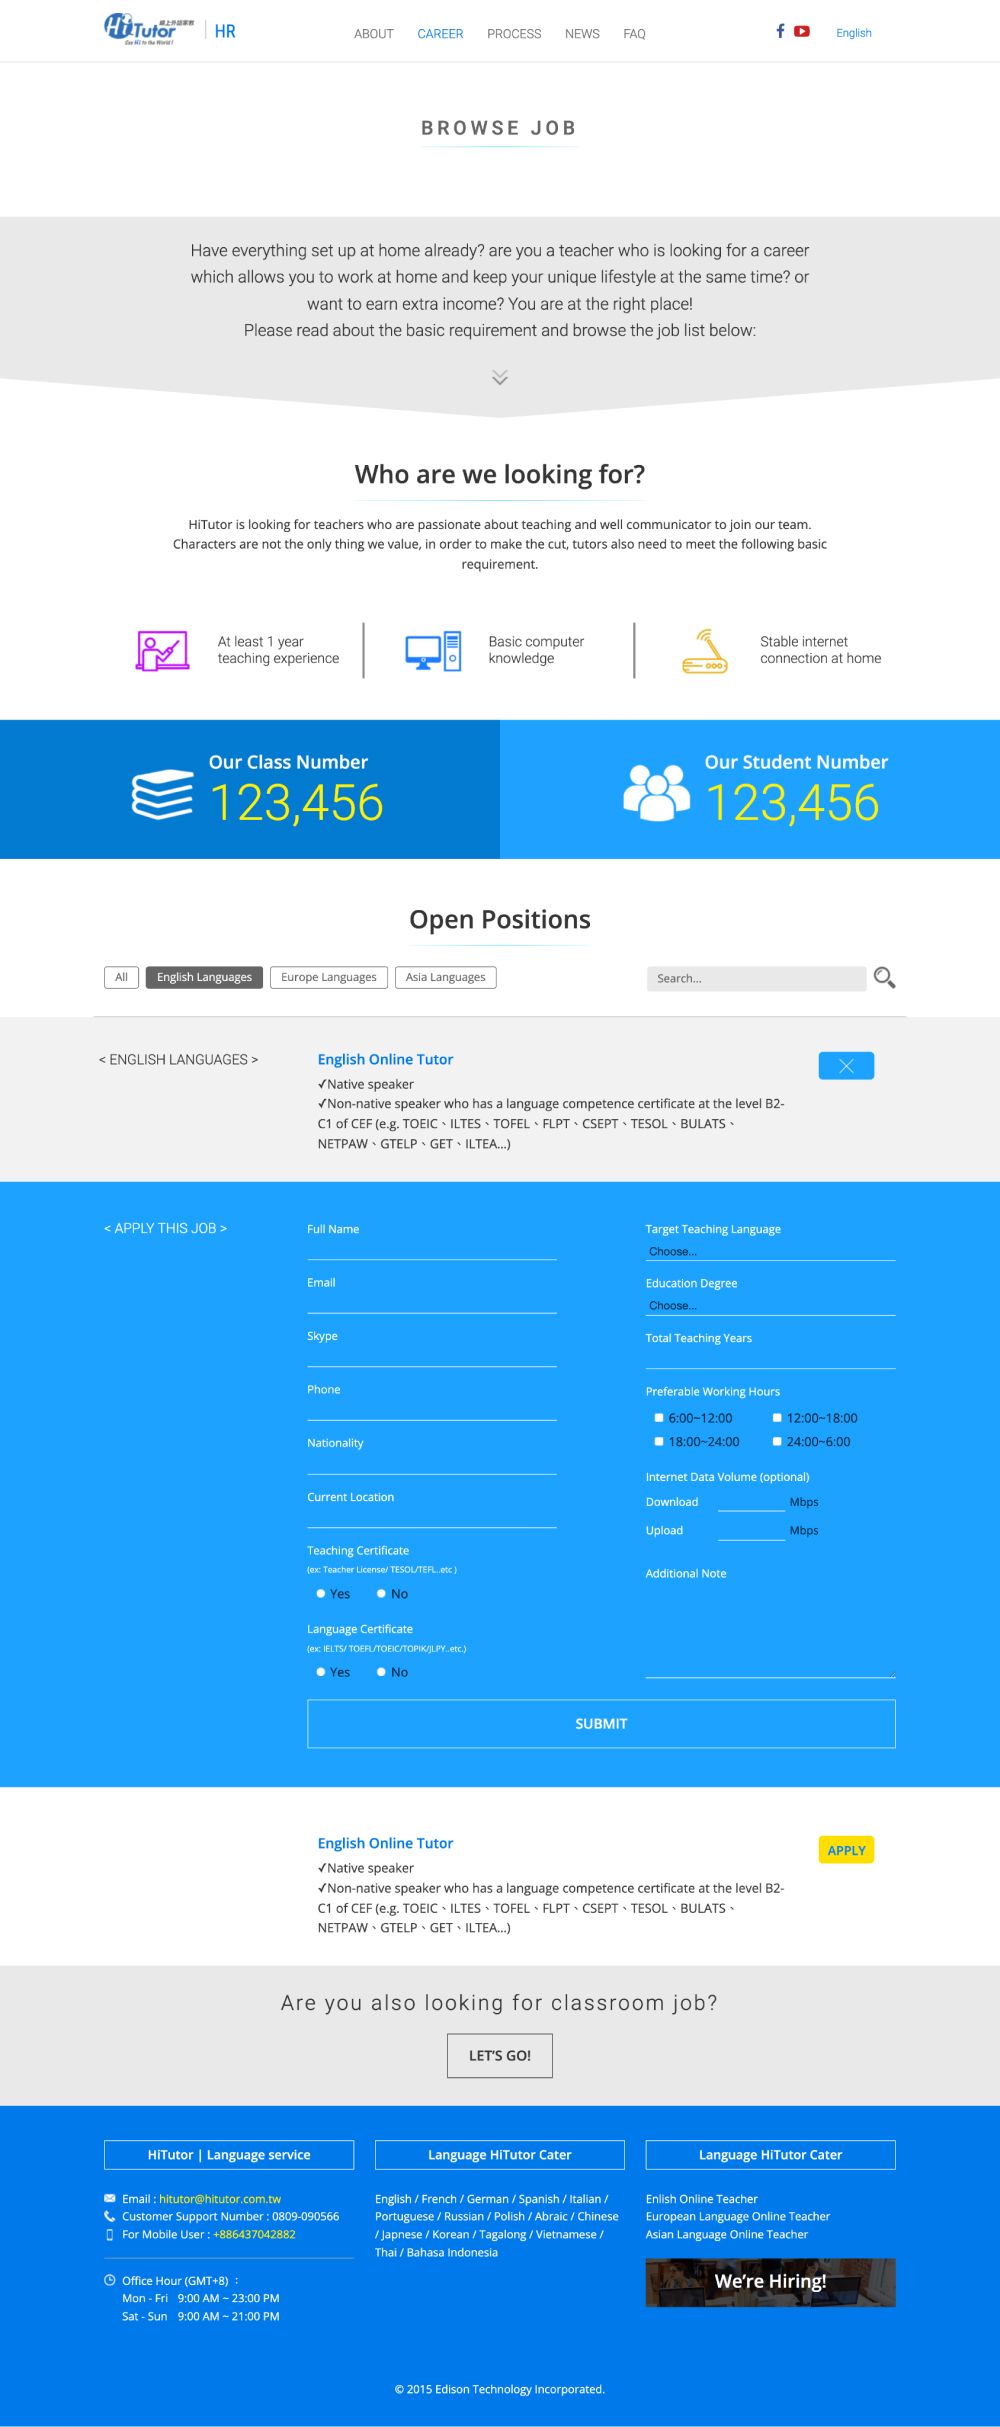 HiTutor 線上外語家教
Say Hi to the World !
HR
ABOUT CAREER PROCESS NEWS FAQ
English
BROWSE JOB
Have everything set up at home already? are you a teacher who is looking for a career
which allows you to work at home and keep your unique lifestyle at the same time? or
want to earn extra income? You are at the right place!
Please read about the basic requirement and browse the job list below:
Who are we looking for?
HiTutor is looking for teachers who are passionate about teaching and well communicator to join our team.
Characters are not the only thing we value, in order to make the cut, tutors also need to meet the following basic
requirement.
At least 1 year
teaching experience
Basic computer
knowledge
Stable internet
connection at home
Our Class Number
123,456
Our Student Number
123,456
Open Positions
All English Languages Europe Languages Asia Languages
Search...
< ENGLISH LANGUAGES >
English Online Tutor
✓Native speaker
✓Non-native speaker who has a language competence certificate at the level B2-
C1 of CEF (e.g. TOEIC、ILTES、TOFEL、FLPT、CSEPT、TESOL、BULATS、
NETPAW、GTELP、GET、ILTEA...)
< APPLY THIS JOB >
Full Name
Email
Skype
Phone
Nationality
Current Location
Teaching Certificate
(ex: Teacher License/ TESOL/TEFL..etc )
Yes No
Language Certificate
(ex: IELTS/ TOEFL/TOEIC/TOPIK/JLPY..etc.)
Yes No
Target Teaching Language
Choose...
Education Degree
Choose...
Total Teaching Years
Preferable Working Hours
6:00~12:00 12:00~18:00
18:00~24:00 24:00~6:00
Internet Data Volume (optional)
Download Mbps
Upload Mbps
Additional Note
SUBMIT
English Online Tutor
APPLY
✓Native speaker
✓Non-native speaker who has a language competence certificate at the level B2-
C1 of CEF (e.g. TOEIC、ILTES、TOFEL、FLPT、CSEPT、TESOL、BULATS、
NETPAW、GTELP、GET、ILTEA...)
Are you also looking for classroom job?
LET'S GO!
HiTutor | Language service
Email : hitutor@hitutor.com.tw
Customer Support Number : 0809-090566
For Mobile User : +886437042882
Office Hour (GMT+8) ：
Mon - Fri 9:00 AM ~ 23:00 PM
Sat - Sun 9:00 AM ~ 21:00 PM
Language HiTutor Cater
English / French / German / Spanish / Italian /
Portuguese / Russian / Polish / Abraic / Chinese
/ Japnese / Korean / Tagalong / Vietnamese /
Thai / Bahasa Indonesia
Language HiTutor Cater
Enlish Online Teacher
European Language Online Teacher
Asian Language Online Teacher
We're Hiring!
© 2015 Edison Technology Incorporated.